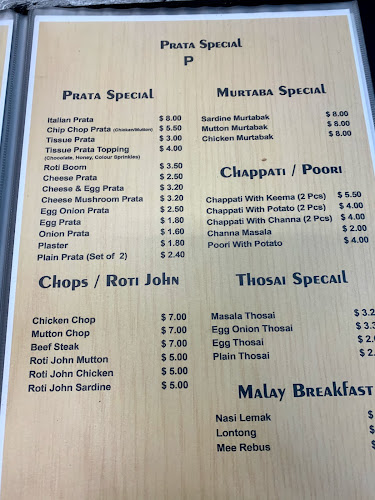 PRATA SPECIAL
P
PRATA SPECIAL
Italian Prata $ 8.00
Chip Chop Prata (Chicken/Mutton) $ 5.50
Tissue Prata $ 3.00
Tissue Prata Topping $ 4.00
(Chocolate, Honey, Colour Sprinkles)
Roti Boom $ 3.50
Cheese Prata $ 2.50
Cheese & Egg Prata $ 3.20
Cheese Mushroom Prata $ 3.20
Egg Onion Prata $ 2.50
Egg Prata $ 1.80
Onion Prata $ 1.60
Plaster $ 1.80
Plain Prata (Set of 2) $ 2.40
CHOPS / ROTI JOHN
Chicken Chop $ 7.00
Mutton Chop $ 7.00
Beef Steak $ 7.00
Roti John Mutton $ 5.00
Roti John Chicken $ 5.00
Roti John Sardine $ 5.00
MURTABA SPECIAL
Sardine Murtabak $ 8.00
Mutton Murtabak $ 8.00
Chicken Murtabak $ 8.00
CHAPPATI / POORI
Chappati With Keema (2 Pcs) $ 5.50
Chappati With Potato (2 Pcs) $ 4.00
Chappati With Channa (2 Pcs) $ 4.00
Channa Masala $ 2.00
Poori With Potato $ 4.00
THOSAI SPECAIL
Masala Thosai $ 3.2
Egg Onion Thosai $ 3.
Egg Thosai $ 2.
Plain Thosai $ 2.
MALAY BREAKFAST
Nasi Lemak $
Lontong $
Mee Rebus $